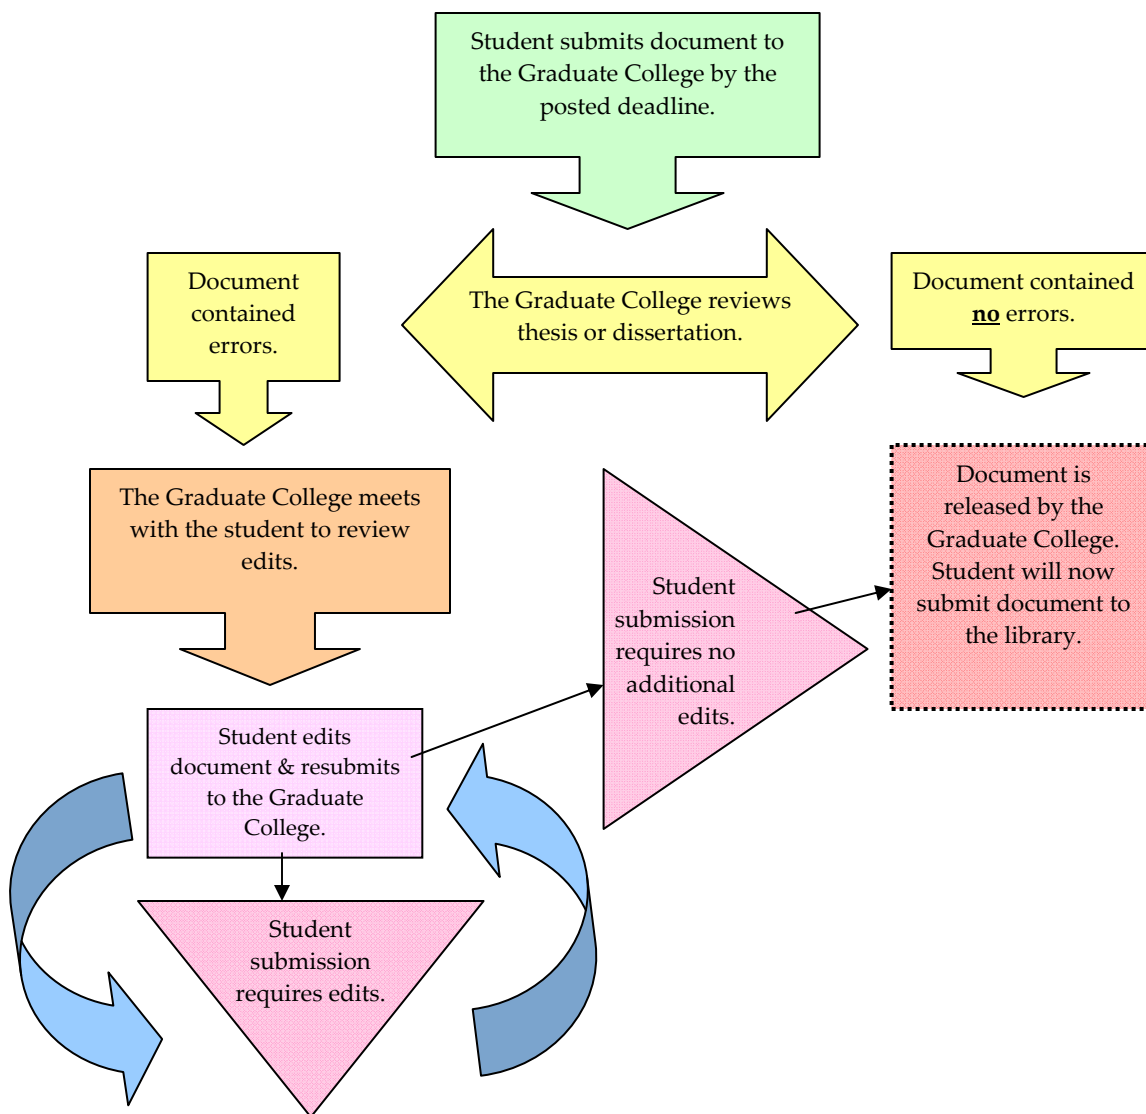 Student submits document to
the Graduate College by the
posted deadline.
Document
contained
errors.
The Graduate College reviews
thesis or dissertation.
Document contained
no errors.
The Graduate College meets
with the student to review
edits.
Student
submission
requires no
additional
edits.
Document is
released by the
Graduate College.
Student will now
submit document to
the library.
Student edits
document & resubmits
to the Graduate
College.
Student
submission
requires edits.